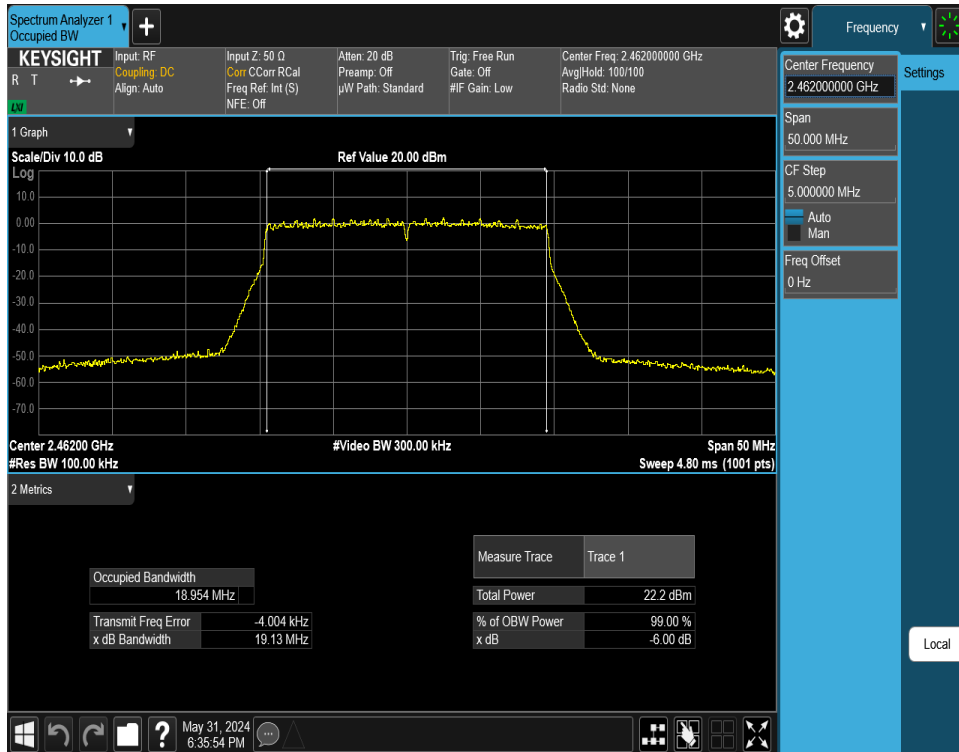 Spectrum Analyzer 1
Occupied BW
+
Frequency
KEYSIGHT
R T
LXI
Input: RF
Coupling: DC
Align: Auto
Input Z: 50 Ω
Corr CCorr RCal
Freq Ref: Int (S)
NFE: Off
Atten: 20 dB
Preamp: Off
µW Path: Standard
Trig: Free Run
Gate: Off
#IF Gain: Low
Center Freq: 2.462000000 GHz
Avg|Hold: 100/100
Radio Std: None
Center Frequency
2.462000000 GHz
Settings
Span
50.000 MHz
CF Step
5.000000 MHz
Auto
Man
Freq Offset
0 Hz
Local
1 Graph
Scale/Div 10.0 dB
Ref Value 20.00 dBm
Log
10.0
0.00
-10.0
-20.0
-30.0
-40.0
-50.0
-60.0
-70.0
Center 2.46200 GHz
#Video BW 300.00 kHz
Span 50 MHz
#Res BW 100.00 kHz
Sweep 4.80 ms (1001 pts)
2 Metrics
Measure Trace Trace 1
Occupied Bandwidth
18.954 MHz
Total Power 22.2 dBm
Transmit Freq Error -4.004 kHz
% of OBW Power 99.00 %
x dB Bandwidth 19.13 MHz
x dB -6.00 dB
?
May 31, 2024
6:35:54 PM